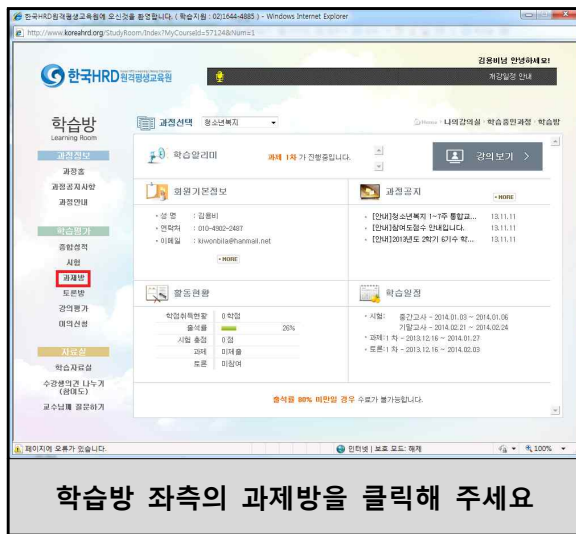 한국HRD원격평생교육원에 오신것을 환영합니다. ( 학습지원 : 02)1644-4885 ) - Windows Internet Explorer
http://www.koreahrd.org/StudyRoom/Index?MyCourseId=57124&iNum=1
김용비님 안녕하세요!
한국HRD원격평생교육원
개강일정 안내
학습방
Learning Room
과정선택 청소년복지
Home > 나의강의실 > 학습중인과정 > 학습방
과정정보
과정홈
과정공지사항
과정안내
학습평가
종합성적
시험
과제방
토론방
강의평가
이의신청
자료실
학습자료실
수강생의견 나누기
(참여도)
교수님께 질문하기
학습알리미
과제 1차 가 진행중입니다.
강의보기 >
회원기본정보
· 성 명 : 김용비
· 연락처 : 010-4902-2487
· 이메일 : kiwonbila@hanmail.net
MORE
과정공지
MORE
[안내]청소년복지 1~7주 통합교... 13.11.11
[안내]참여도점수 안내입니다. 13.11.11
[안내]2013년도 2학기 6기수 학... 13.11.11
활동현황
학점취득현황 0 학점
출석률 26%
시험 총점 0 점
과제 미제출
토론 미참여
학습일정
· 시험: 중간고사 - 2014.01.03 ~ 2014.01.06
기말고사 - 2014.02.21 ~ 2014.02.24
· 과제:1 차 - 2013.12.16 ~ 2014.01.27
· 토론:1 차 - 2013.12.16 ~ 2014.02.03
출석률 80% 미만일 경우 수료가 불가능합니다.
페이지에 오류가 있습니다.
인터넷 | 보호 모드: 해제
100%
학습방 좌측의 과제방을 클릭해 주세요